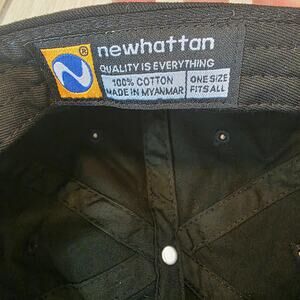 ®
newhattan
QUALITY IS EVERYTHING
100% COTTON
MADE IN MYANMAR
ONE SIZE
FITS ALL